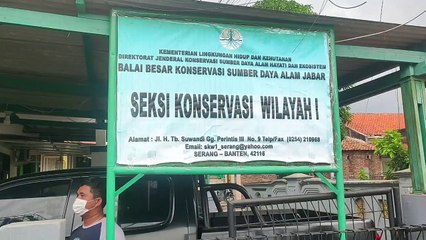 KEMENTERIAN LINGKUNGAN HIDUP DAN KEHUTANAN
DIREKTORAT JENDERAL KONSERVASI SUMBER DAYA ALAM HAYATI DAN EKOSISTEM
BALAI BESAR KONSERVASI SUMBER DAYA ALAM JABAR
SEKSI KONSERVASI WILAYAH I
Alamat : Jl. H. Tb. Suwandi Gg. Perintis III No. 9 Telp/Fax (0254) 218968
Email: skw1_serang@yahoo.com
SERANG - BANTEN, 42116